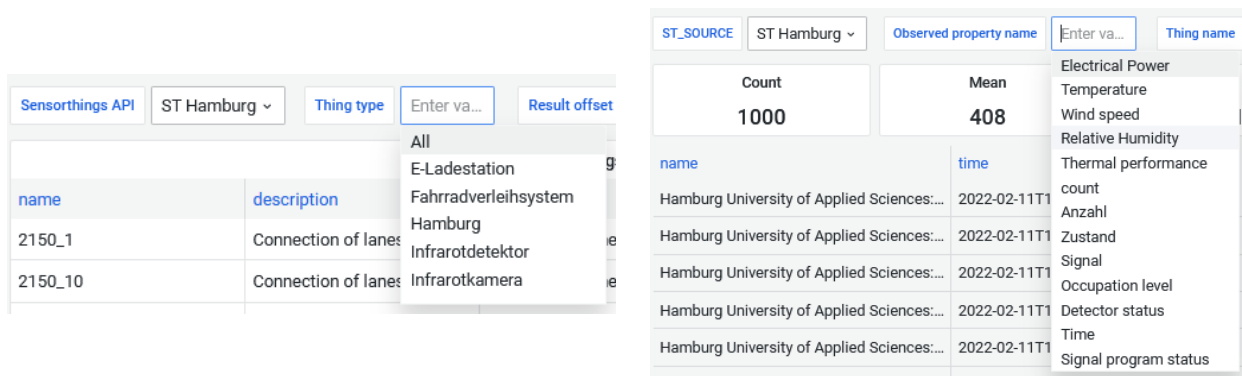 Sensorthings API ST Hamburg Thing type Enter va... Result offset
All
E-Ladestation
name description Fahrradverleihsystem
Hamburg
2150_1 Connection of lanes Infrarotdetektor
2150_10 Connection of lanes Infrarotkamera
ST_SOURCE ST Hamburg Observed property name Enter va... Thing name
Count Mean Electrical Power
Temperature
1000 408 Wind speed
Relative Humidity
name time Thermal performance
count
Hamburg University of Applied Sciences:... 2022-02-11T1 Anzahl
Hamburg University of Applied Sciences:... 2022-02-11T1 Zustand
Signal
Hamburg University of Applied Sciences:... 2022-02-11T1 Occupation level
Hamburg University of Applied Sciences:... 2022-02-11T1 Detector status
Time
Hamburg University of Applied Sciences:... 2022-02-11T1 Signal program status